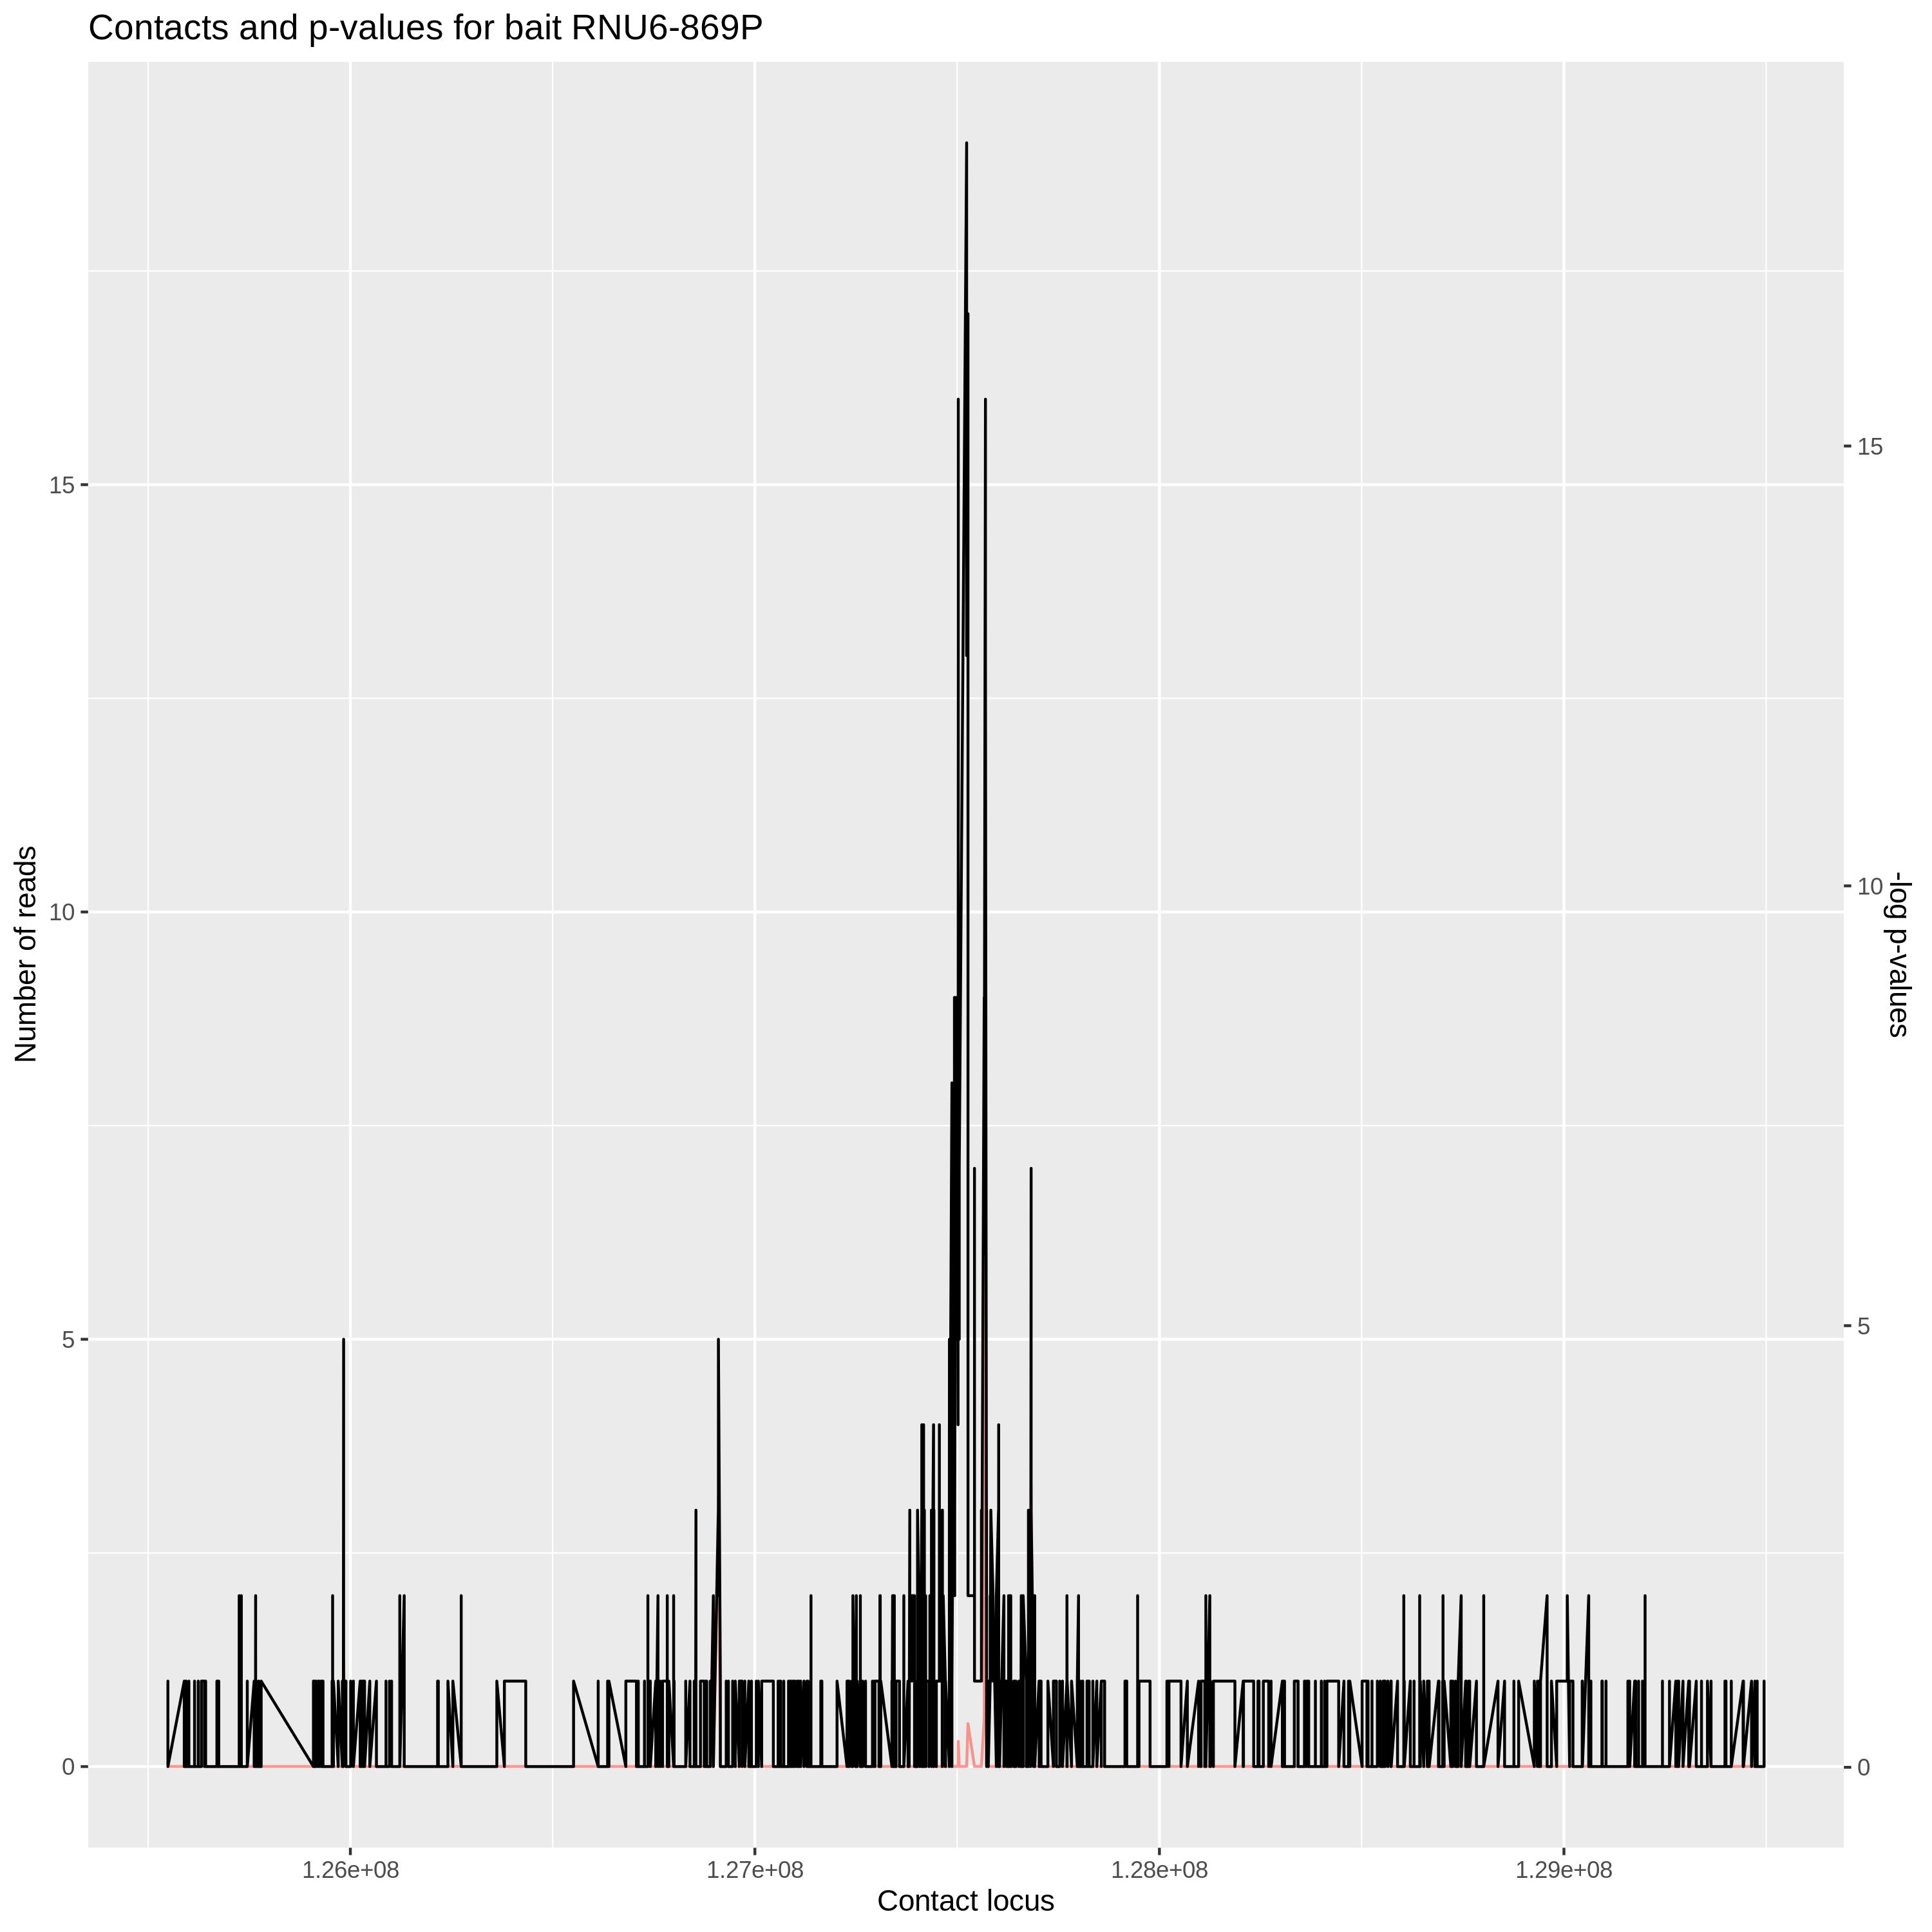 Contacts and p-values for bait RNU6-869P
15
10
5
0
Number of reads
15
10
5
0
-log p-values
1.26e+08 1.27e+08 1.28e+08 1.29e+08
Contact locus